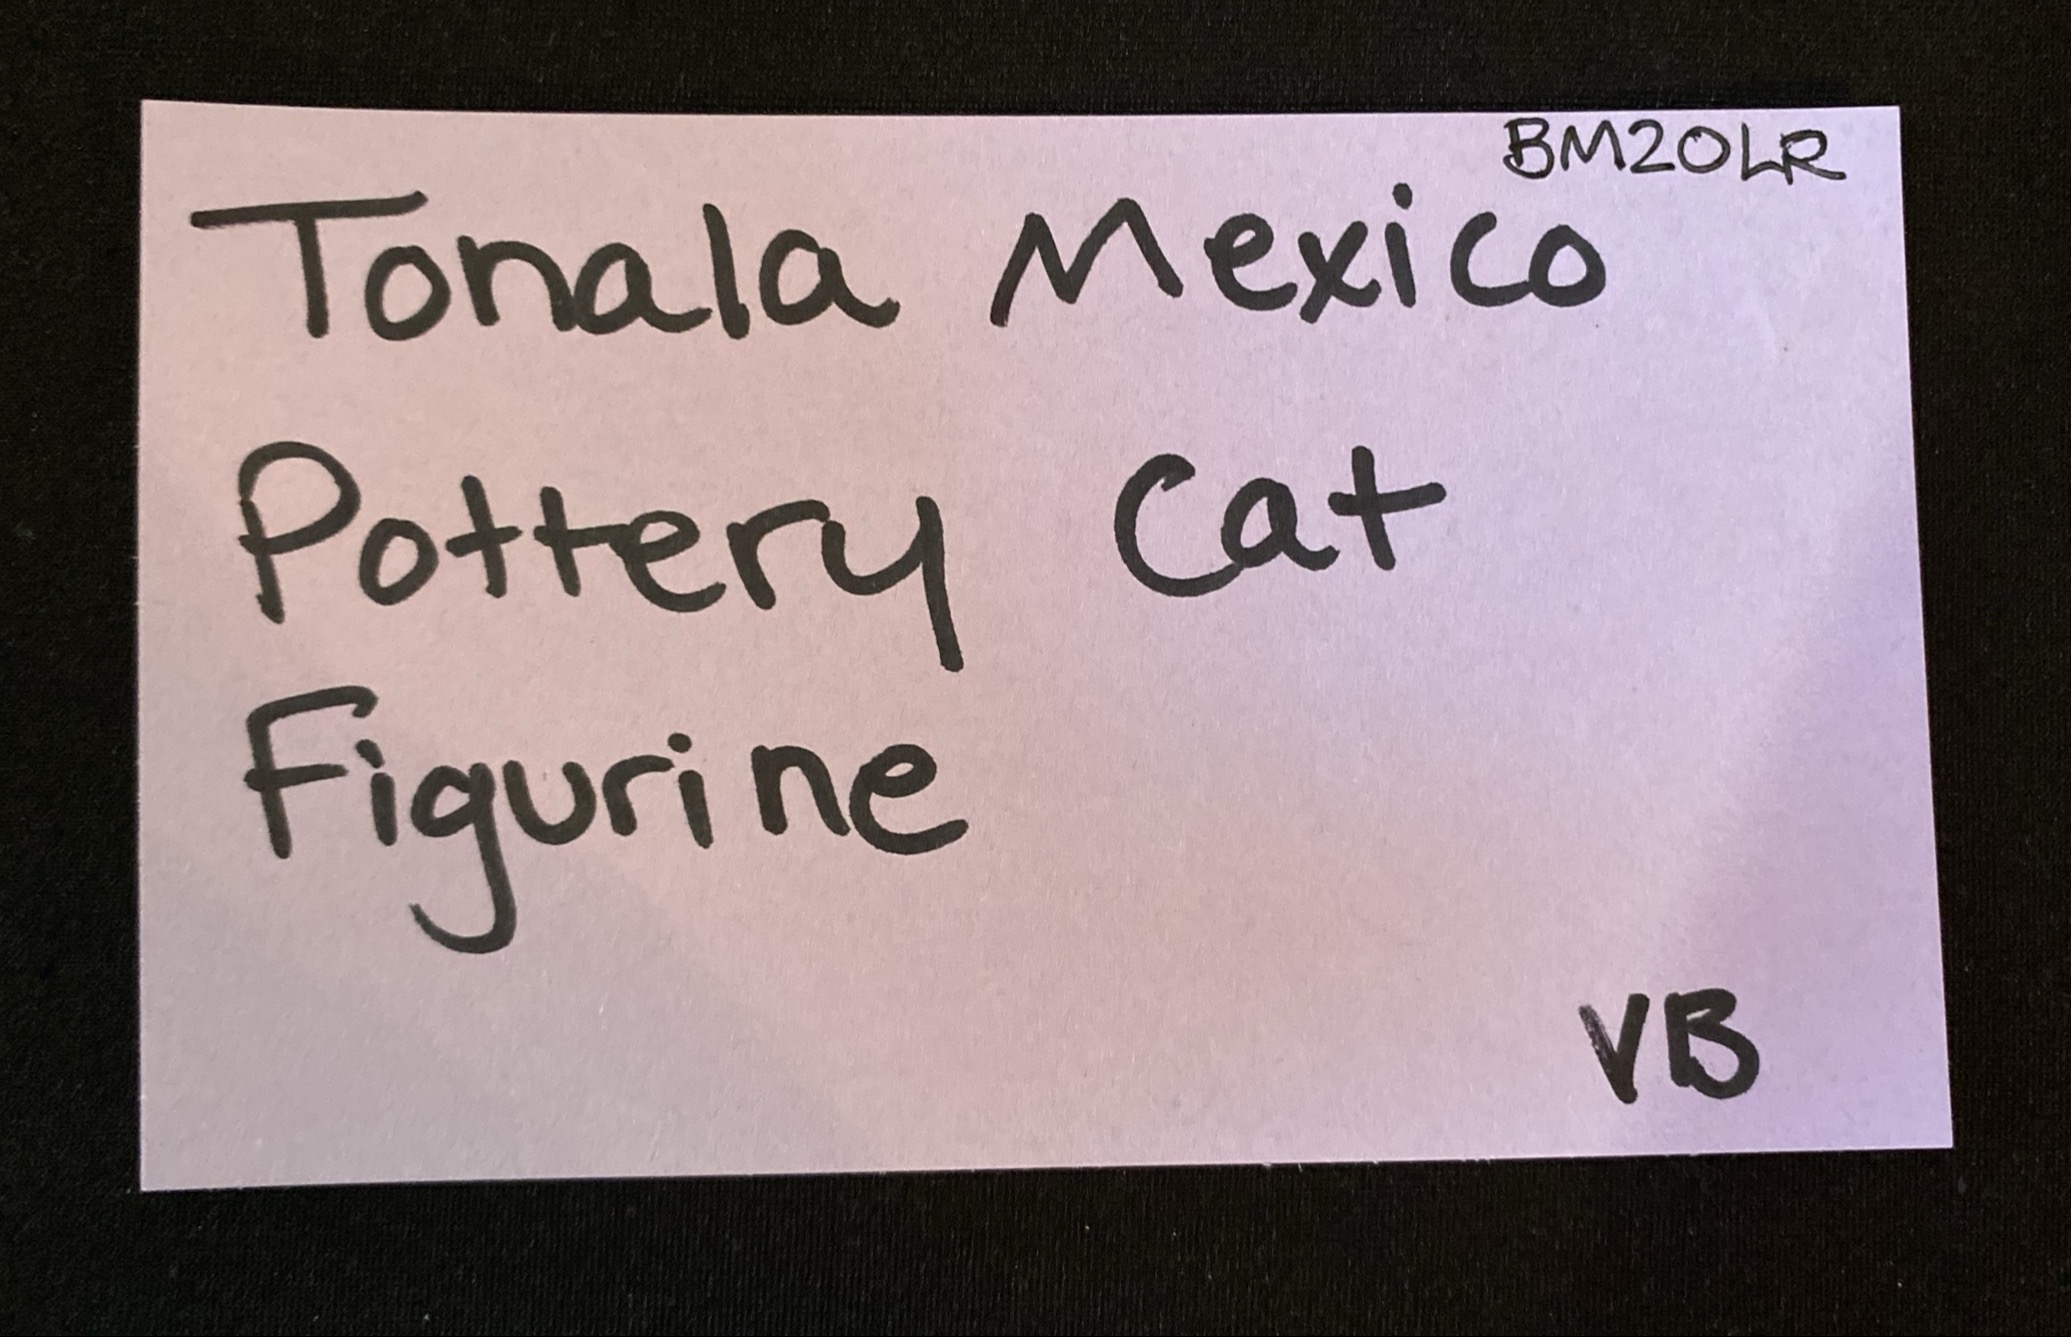 BM20LR
Tonala Mexico
Pottery Cat
Figurine
VB